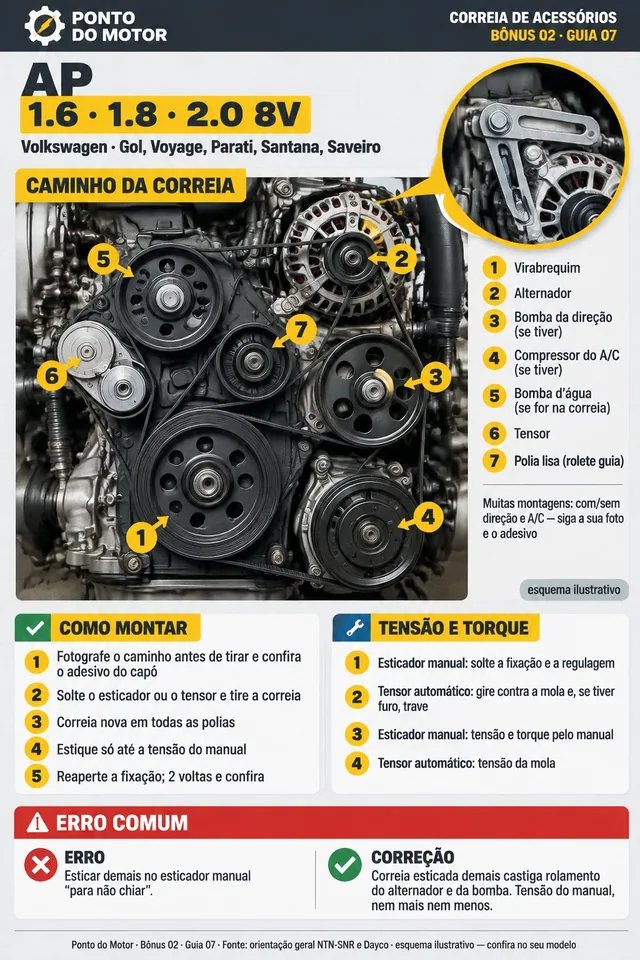 PONTO
DO MOTOR
CORREIA DE ACESSÓRIOS
BÔNUS 02 · GUIA 07
AP
1.6 · 1.8 · 2.0 8V
Volkswagen · Gol, Voyage, Parati, Santana, Saveiro
CAMINHO DA CORREIA
5
2
7
6
3
4
1
1 Virabrequim
2 Alternador
3 Bomba da direção
(se tiver)
4 Compressor do A/C
(se tiver)
5 Bomba d'água
(se for na correia)
6 Tensor
7 Polia lisa (rolete guia)
Muitas montagens: com/sem
direção e A/C — siga a sua foto
e o adesivo
esquema ilustrativo
COMO MONTAR
1 Fotografe o caminho antes de tirar e confira
o adesivo do capó
2 Solte o esticador ou o tensor e tire a correia
3 Correia nova em todas as polias
4 Estique só até a tensão do manual
5 Reaperte a fixação; 2 voltas e confira
TENSÃO E TORQUE
1 Esticador manual: solte a fixação e a regulagem
2 Tensor automático: gire contra a mola e, se tiver
furo, trave
3 Esticador manual: tensão e torque pelo manual
4 Tensor automático: tensão da mola
ERRO COMUM
ERRO
Esticar demais no esticador manual
"para não chiar".
CORREÇÃO
Correia esticada demais castiga rolamento
do alternador e da bomba. Tensão do manual,
nem mais nem menos.
Ponto do Motor · Bônus 02 · Guia 07 · Fonte: orientação geral NTN-SNR e Dayco · esquema ilustrativo — confira no seu modelo